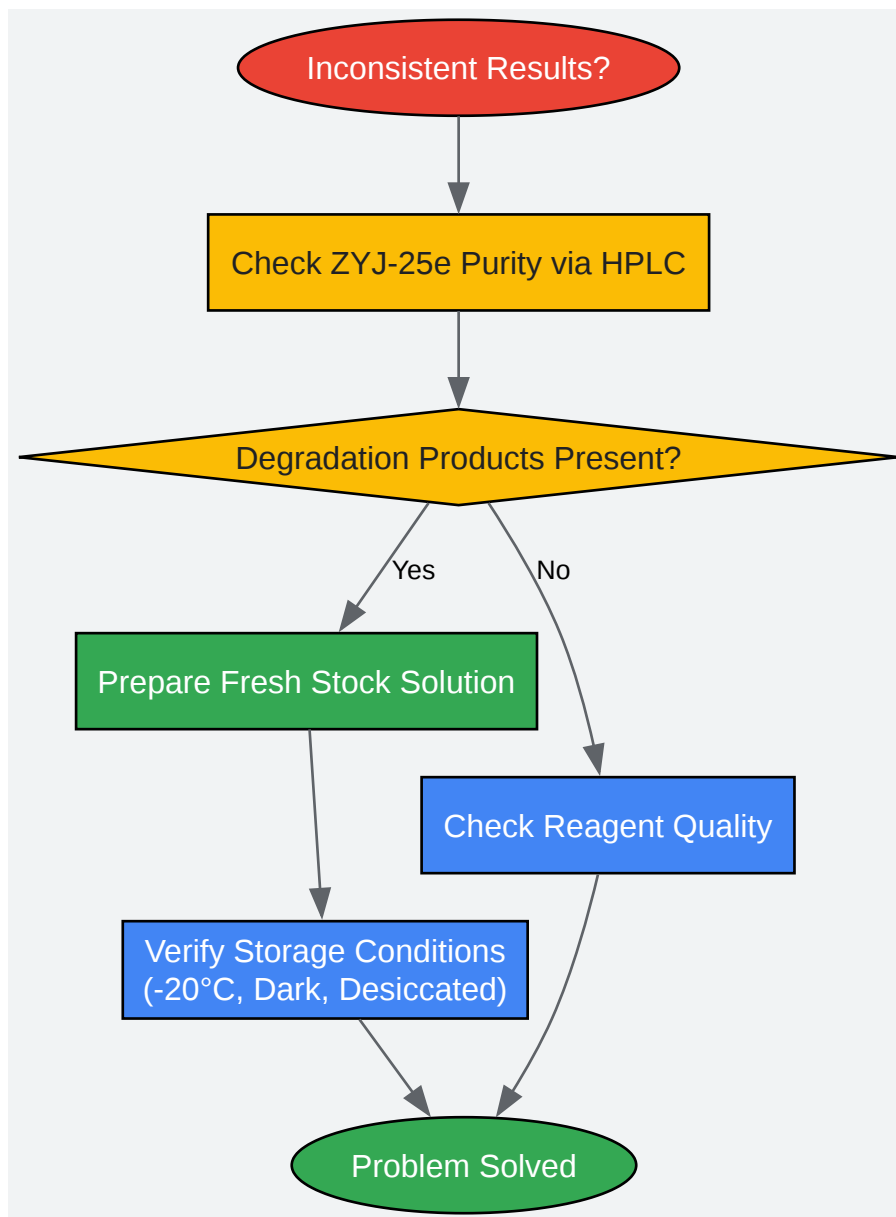 Inconsistent Results?
Check ZYJ-25e Purity via HPLC
Degradation Products Present?
Yes
No
Prepare Fresh Stock Solution
Check Reagent Quality
Verify Storage Conditions
(-20°C, Dark, Desiccated)
Problem Solved